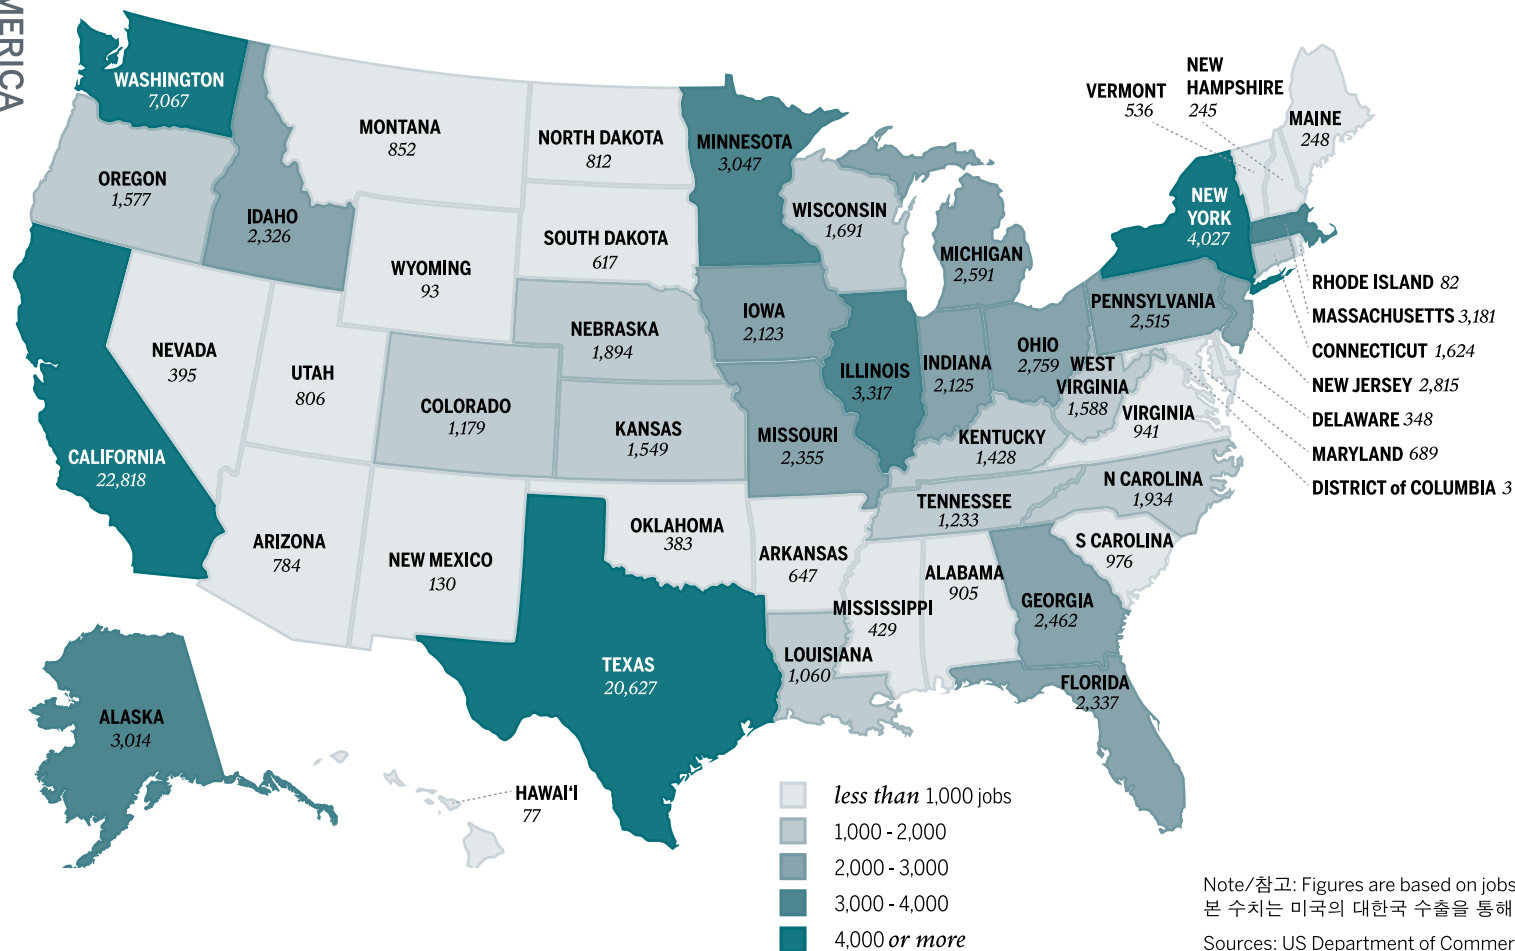 MERICA
WASHINGTON
7,067
OREGON
1,577
IDAHO
2,326
MONTANA
852
NORTH DAKOTA
812
MINNESOTA
3,047
WISCONSIN
1,691
MICHIGAN
2,591
VERMONT
536
NEW
HAMPSHIRE
245
MAINE
248
NEW
YORK
4,027
SOUTH DAKOTA
617
WYOMING
93
NEVADA
395
UTAH
806
COLORADO
1,179
NEBRASKA
1,894
IOWA
2,123
ILLINOIS
3,317
INDIANA
2,125
OHIO
2,759
PENNSYLVANIA
2,515
WEST
VIRGINIA
1,588
VIRGINIA
941
RHODE ISLAND 82
MASSACHUSETTS 3,181
CONNECTICUT 1,624
NEW JERSEY 2,815
DELAWARE 348
MARYLAND 689
DISTRICT of COLUMBIA 3
CALIFORNIA
22,818
KANSAS
1,549
MISSOURI
2,355
KENTUCKY
1,428
TENNESSEE
1,233
N CAROLINA
1,934
S CAROLINA
976
ARIZONA
784
NEW MEXICO
130
OKLAHOMA
383
ARKANSAS
647
MISSISSIPPI
429
ALABAMA
905
GEORGIA
2,462
TEXAS
20,627
LOUISIANA
1,060
FLORIDA
2,337
ALASKA
3,014
HAWAI‘I
77
less than 1,000 jobs
1,000 - 2,000
2,000 - 3,000
3,000 - 4,000
4,000 or more
Note/참고: Figures are based on jobs
본 수치는 미국의 대한국 수출을 통해
Sources: US Department of Commer